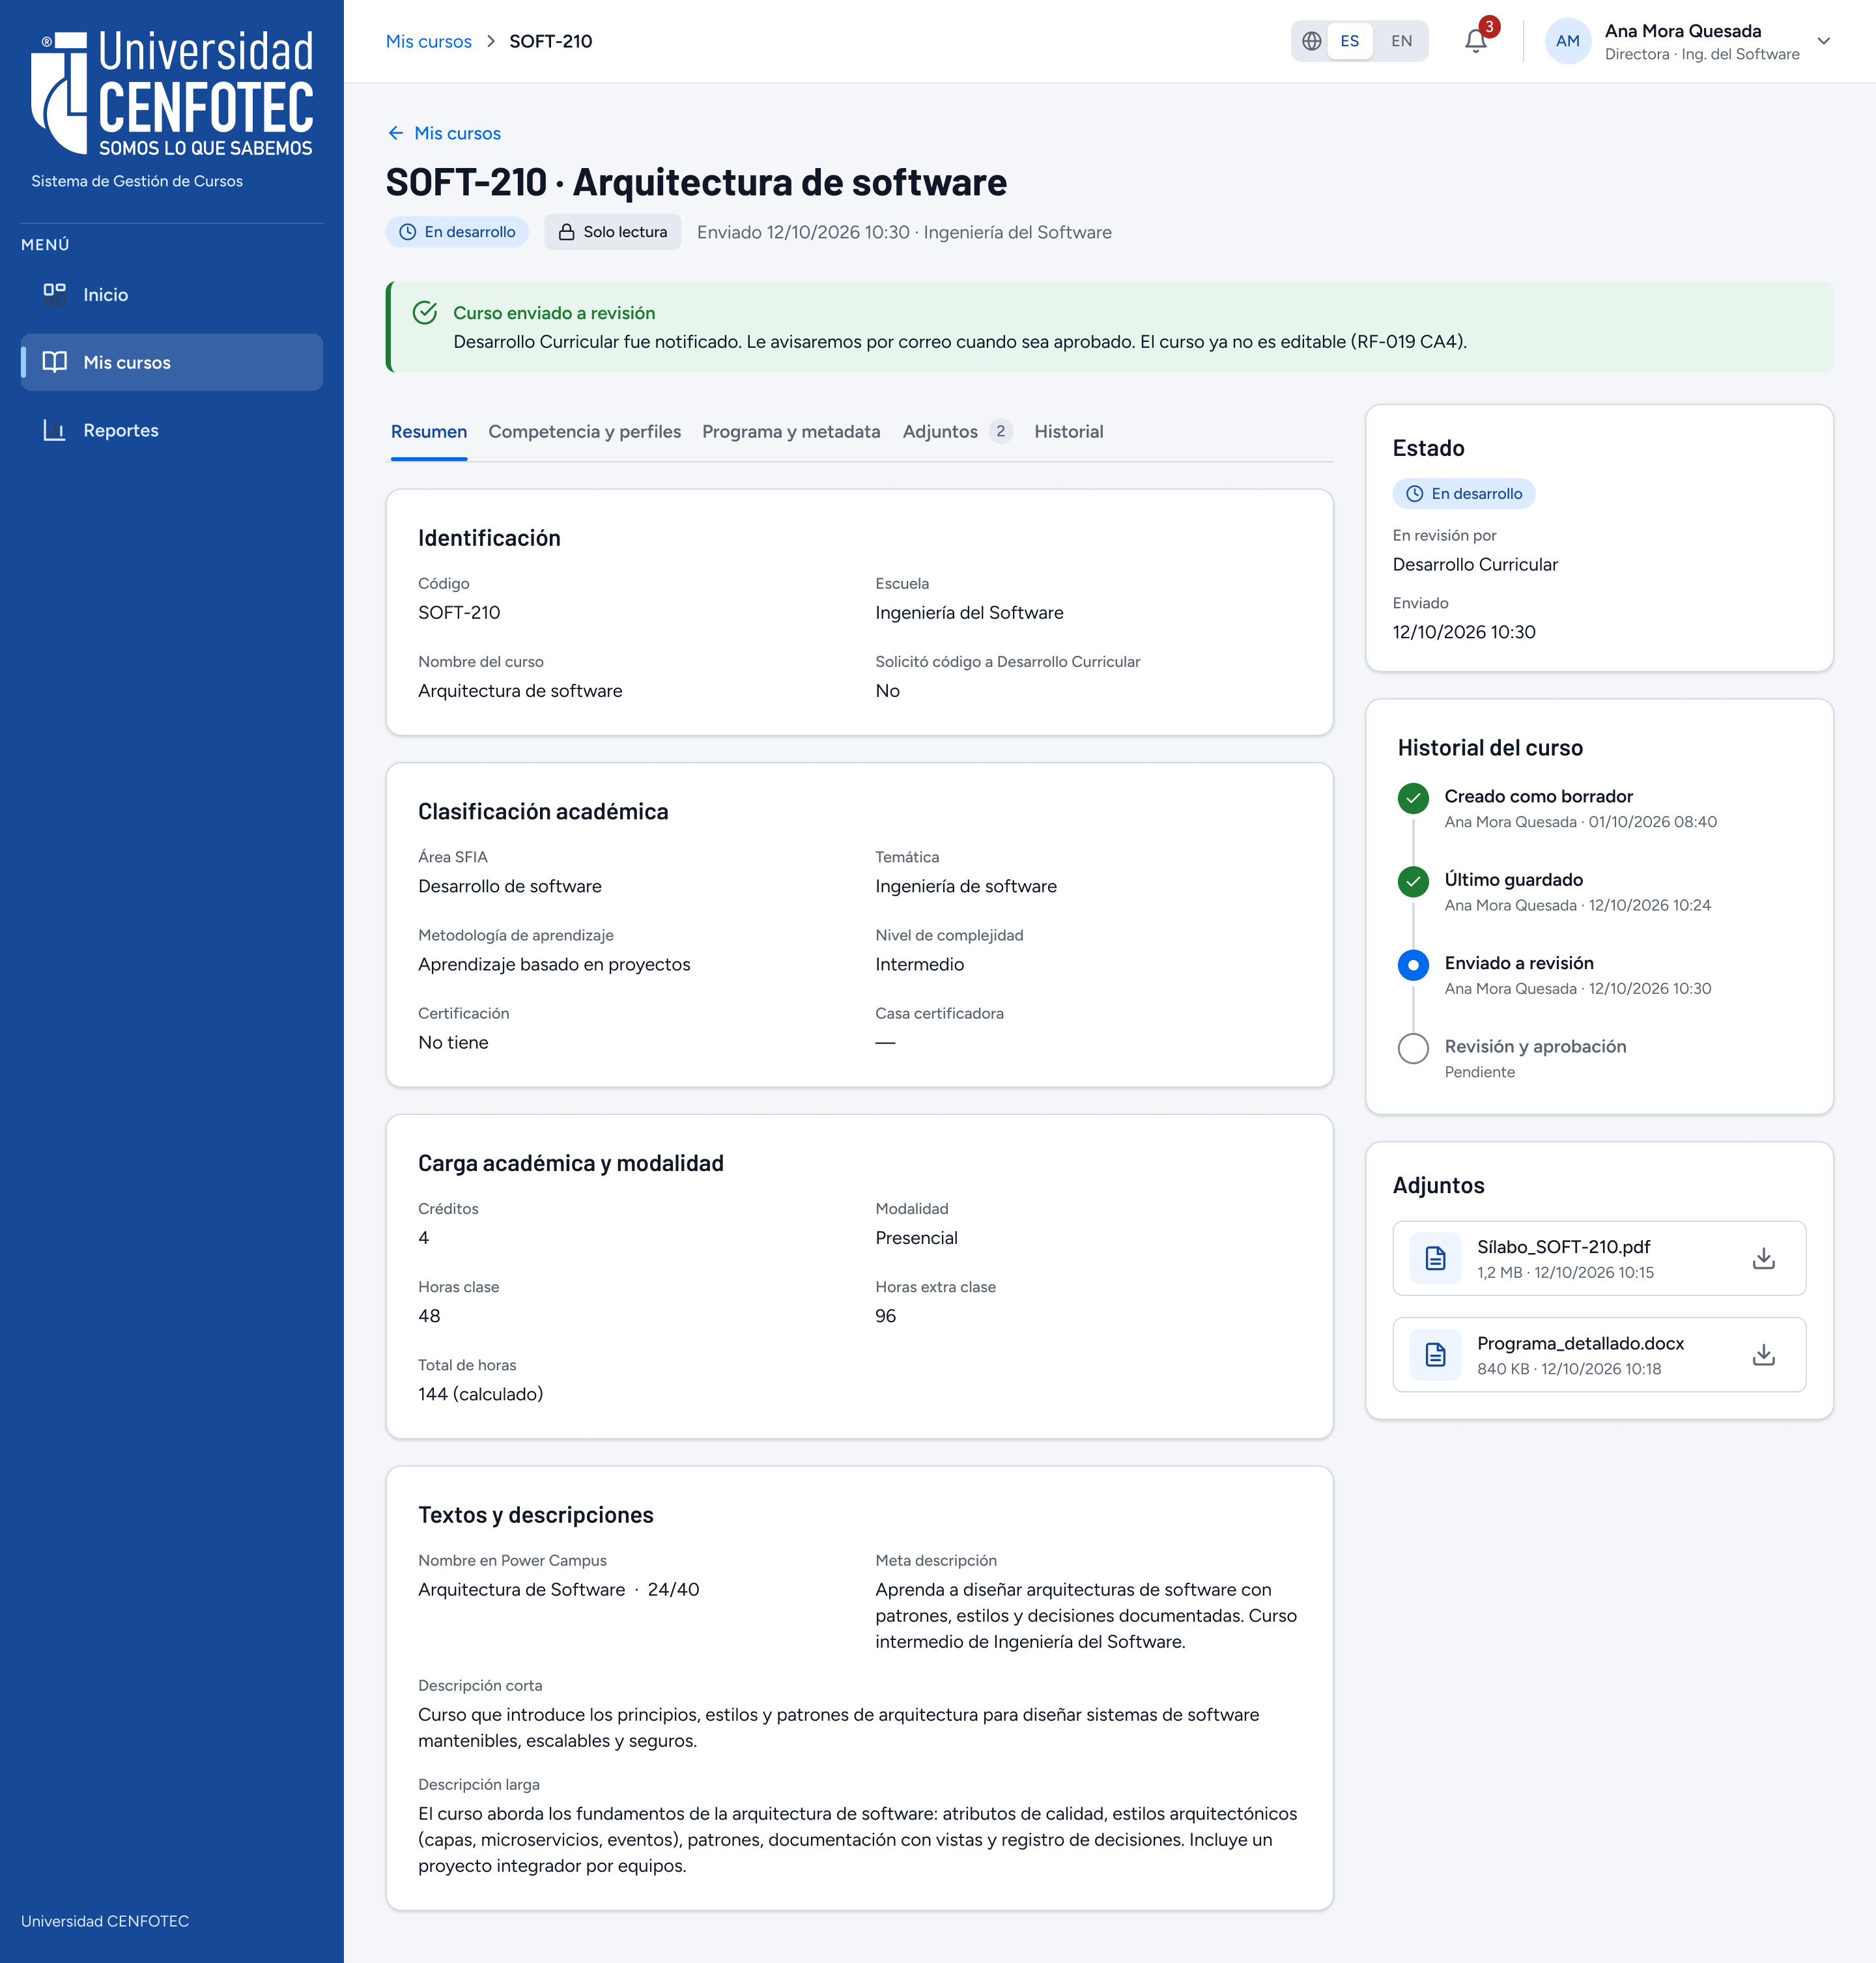 ® Universidad
CENFOTEC
SOMOS LO QUE SABEMOS
Sistema de Gestión de Cursos
MENÚ
Inicio
Mis cursos
Reportes
Universidad CENFOTEC
Mis cursos > SOFT-210
ES EN
3
AM
Ana Mora Quesada
Directora · Ing. del Software
← Mis cursos
SOFT-210 · Arquitectura de software
En desarrollo Solo lectura Enviado 12/10/2026 10:30 · Ingeniería del Software
Curso enviado a revisión
Desarrollo Curricular fue notificado. Le avisaremos por correo cuando sea aprobado. El curso ya no es editable (RF-019 CA4).
Resumen Competencia y perfiles Programa y metadata Adjuntos 2 Historial
Identificación
Código
SOFT-210
Escuela
Ingeniería del Software
Nombre del curso
Arquitectura de software
Solicitó código a Desarrollo Curricular
No
Clasificación académica
Área SFIA
Desarrollo de software
Temática
Ingeniería de software
Metodología de aprendizaje
Aprendizaje basado en proyectos
Nivel de complejidad
Intermedio
Certificación
No tiene
Casa certificadora
—
Carga académica y modalidad
Créditos
4
Modalidad
Presencial
Horas clase
48
Horas extra clase
96
Total de horas
144 (calculado)
Textos y descripciones
Nombre en Power Campus
Arquitectura de Software · 24/40
Meta descripción
Aprenda a diseñar arquitecturas de software con
patrones, estilos y decisiones documentadas. Curso
intermedio de Ingeniería del Software.
Descripción corta
Curso que introduce los principios, estilos y patrones de arquitectura para diseñar sistemas de software
mantenibles, escalables y seguros.
Descripción larga
El curso aborda los fundamentos de la arquitectura de software: atributos de calidad, estilos arquitectónicos
(capas, microservicios, eventos), patrones, documentación con vistas y registro de decisiones. Incluye un
proyecto integrador por equipos.
Estado
En desarrollo
En revisión por
Desarrollo Curricular
Enviado
12/10/2026 10:30
Historial del curso
Creado como borrador
Ana Mora Quesada · 01/10/2026 08:40
Último guardado
Ana Mora Quesada · 12/10/2026 10:24
Enviado a revisión
Ana Mora Quesada · 12/10/2026 10:30
Revisión y aprobación
Pendiente
Adjuntos
Sílabo_SOFT-210.pdf
1,2 MB · 12/10/2026 10:15
Programa_detallado.docx
840 KB · 12/10/2026 10:18